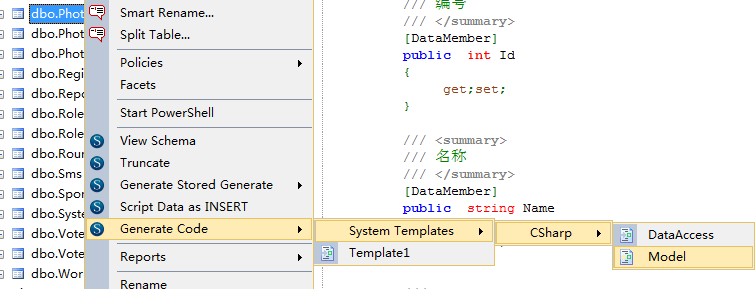 dbo.Phot
dbo.Phot
dbo.Phot
dbo.Regi
dbo.Repo
dbo.Role
dbo.Role
dbo.Rour
dbo.Sms
dbo.Spor
dbo.Syste
dbo.Vote
dbo.Vote
dbo.Wor
Smart Rename...
Split Table...
Policies
Facets
Start PowerShell
View Schema
Truncate
Generate Stored Generate
Script Data as INSERT
Generate Code
Reports
Rename
System Templates
Template1
CSharp
DataAccess
Model
/// 编号
/// </summary>
[DataMember]
public int Id
{
get;set;
}
/// <summary>
/// 名称
/// </summary>
[DataMember]
public string Name